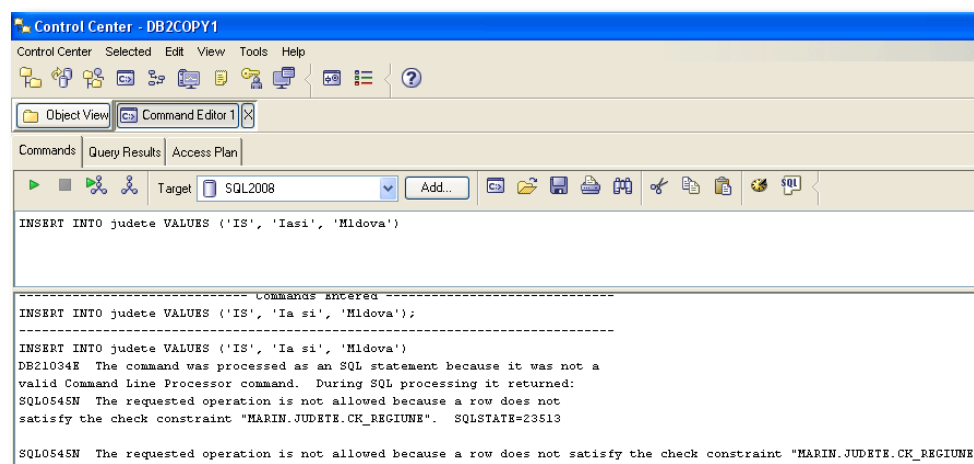 Control Center - DB2COPY1
Control Center Selected Edit View Tools Help
Object View Command Editor 1
Commands Query Results Access Plan
Target SQL2008 Add... SQL
INSERT INTO judete VALUES ('IS', 'Iasi', 'Mldova')
------------------------------ Commands Entered ------------------------------
INSERT INTO judete VALUES ('IS', 'Ia si', 'Mldova');
------------------------------------------------------------------------------
INSERT INTO judete VALUES ('IS', 'Ia si', 'Mldova')
DB21034E The command was processed as an SQL statement because it was not a
valid Command Line Processor command. During SQL processing it returned:
SQL0545N The requested operation is not allowed because a row does not
satisfy the check constraint "MARIN.JUDETE.CK_REGIUNE". SQLSTATE=23513
SQL0545N The requested operation is not allowed because a row does not satisfy the check constraint "MARIN.JUDETE.CK_REGIUNE